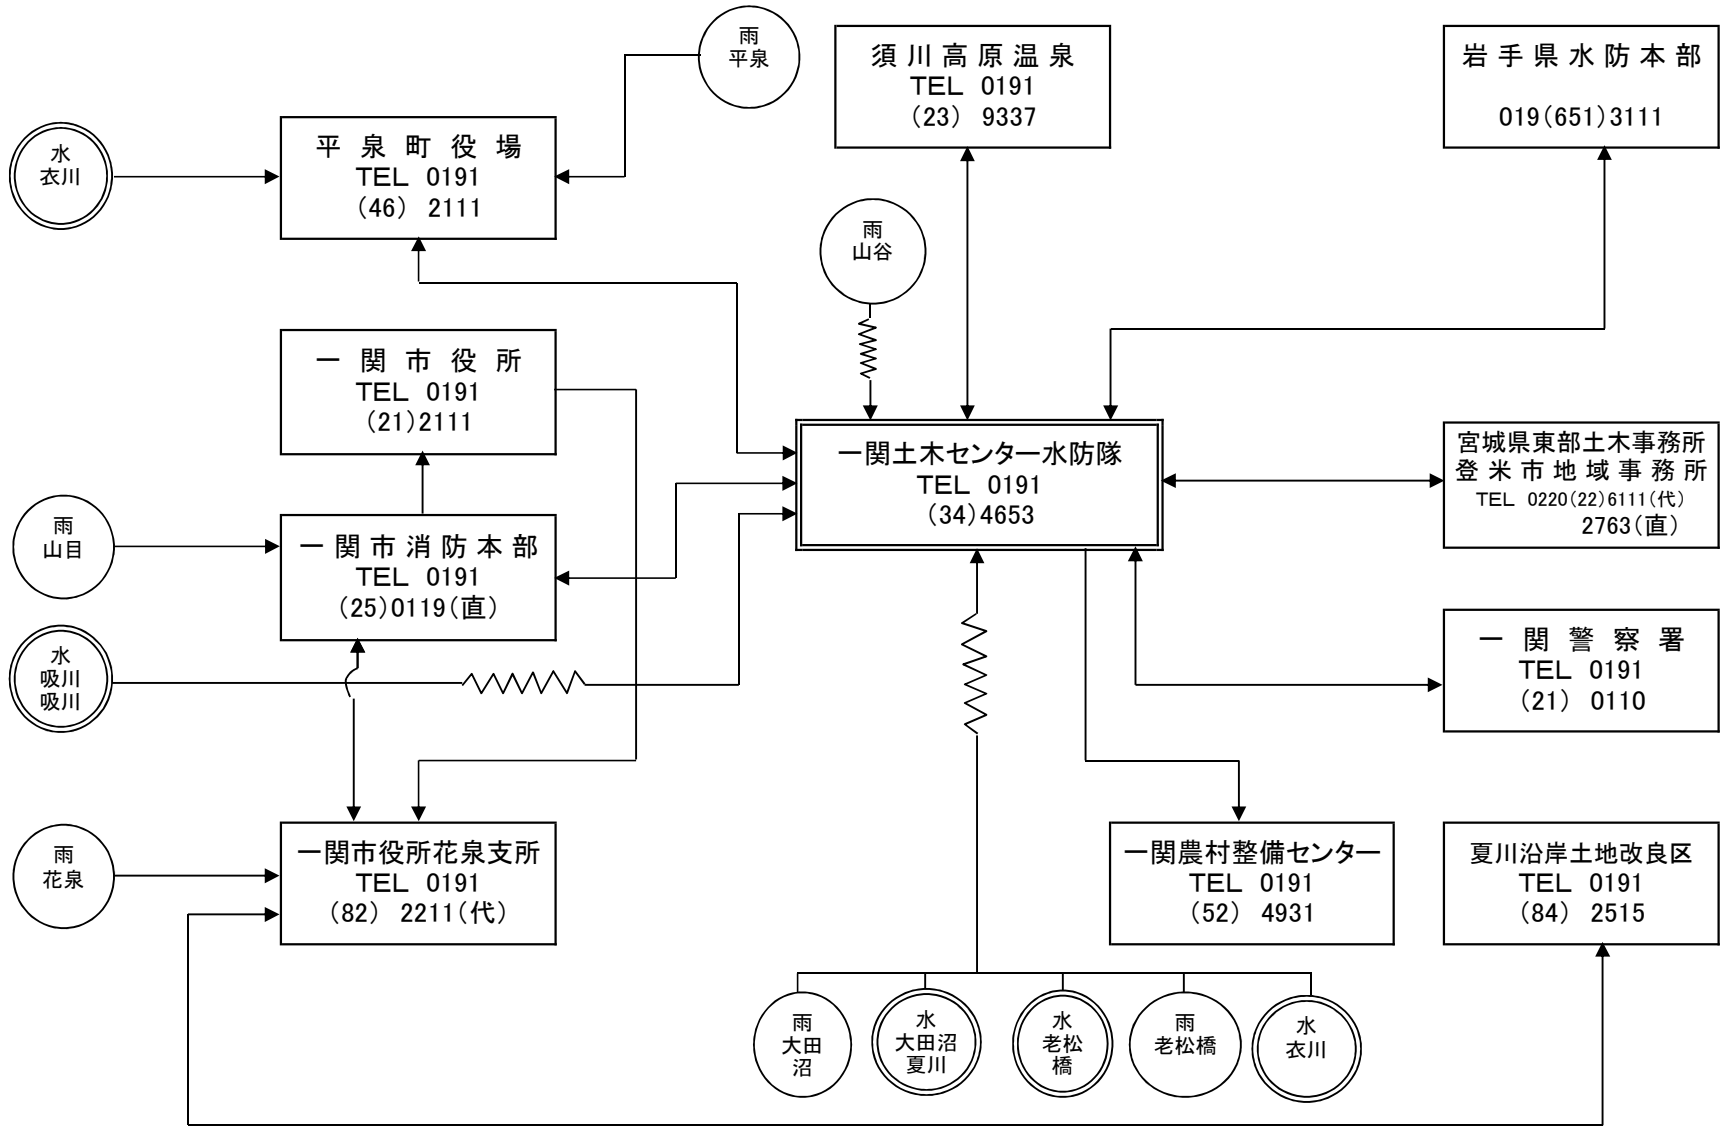 雨
平泉
須川高原温泉
TEL 0191
(23) 9337
岩手県水防本部
019(651)3111
水
衣川
平泉町役場
TEL 0191
(46) 2111
雨
山谷
一関市役所
TEL 0191
(21)2111
一関土木センター水防隊
TEL 0191
(34)4653
宮城県東部土木事務所
登米市地域事務所
TEL 0220(22)6111(代)
2763(直)
雨
山目
一関市消防本部
TEL 0191
(25)0119(直)
水
吸川
吸川
一関警察署
TEL 0191
(21) 0110
雨
花泉
一関市役所花泉支所
TEL 0191
(82) 2211(代)
一関農村整備センター
TEL 0191
(52) 4931
夏川沿岸土地改良区
TEL 0191
(84) 2515
雨
大田
沼
水
大田沼
夏川
水
老松
橋
雨
老松橋
水
衣川